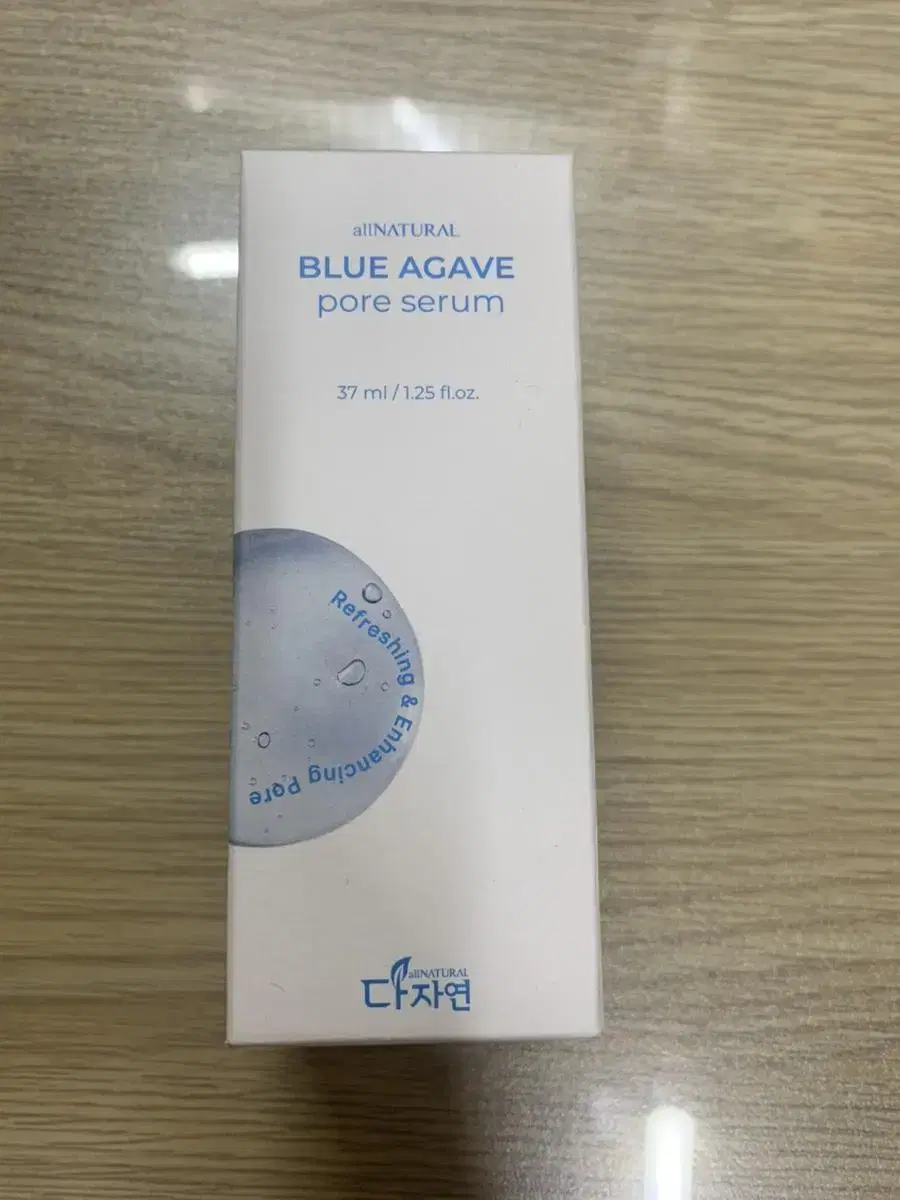 allNATURAL
BLUE AGAVE
pore serum
37 ml / 1.25 fl.oz.
Refreshing & Enhancing Pore
allNATURAL
다자연